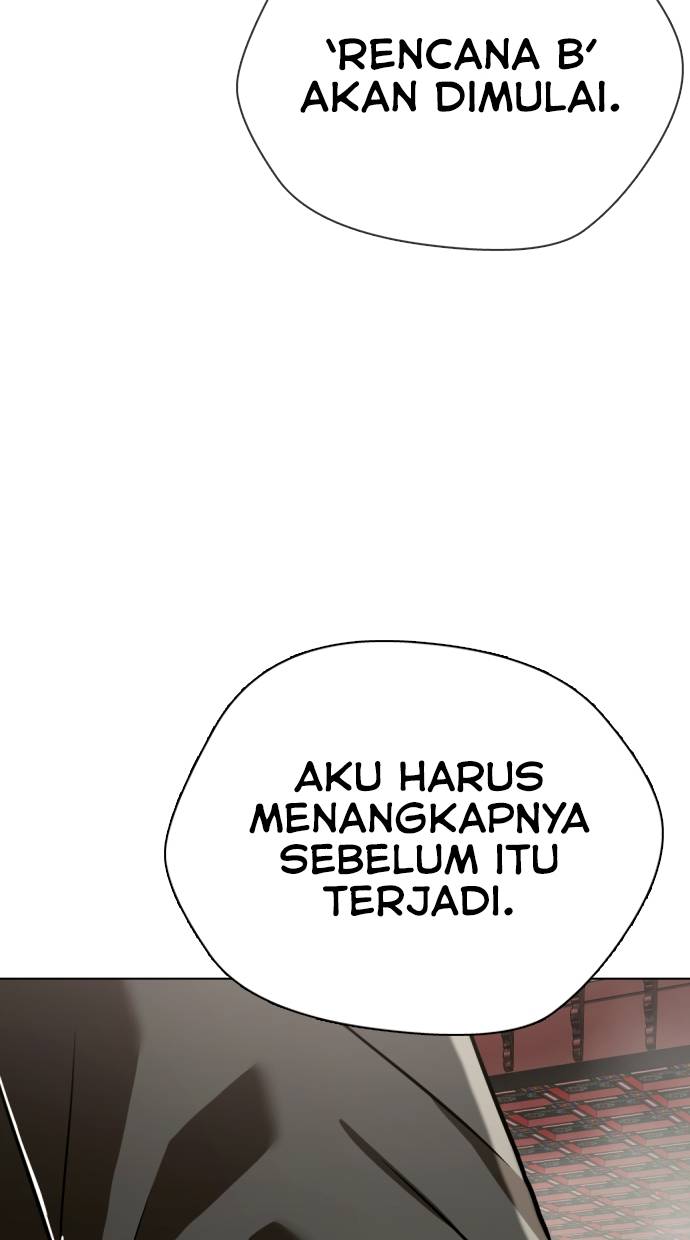 ‘RENCANA B’
AKAN DIMULAI.
AKU HARUS
MENANGKAPNYA
SEBELUM ITU
TERJADI.